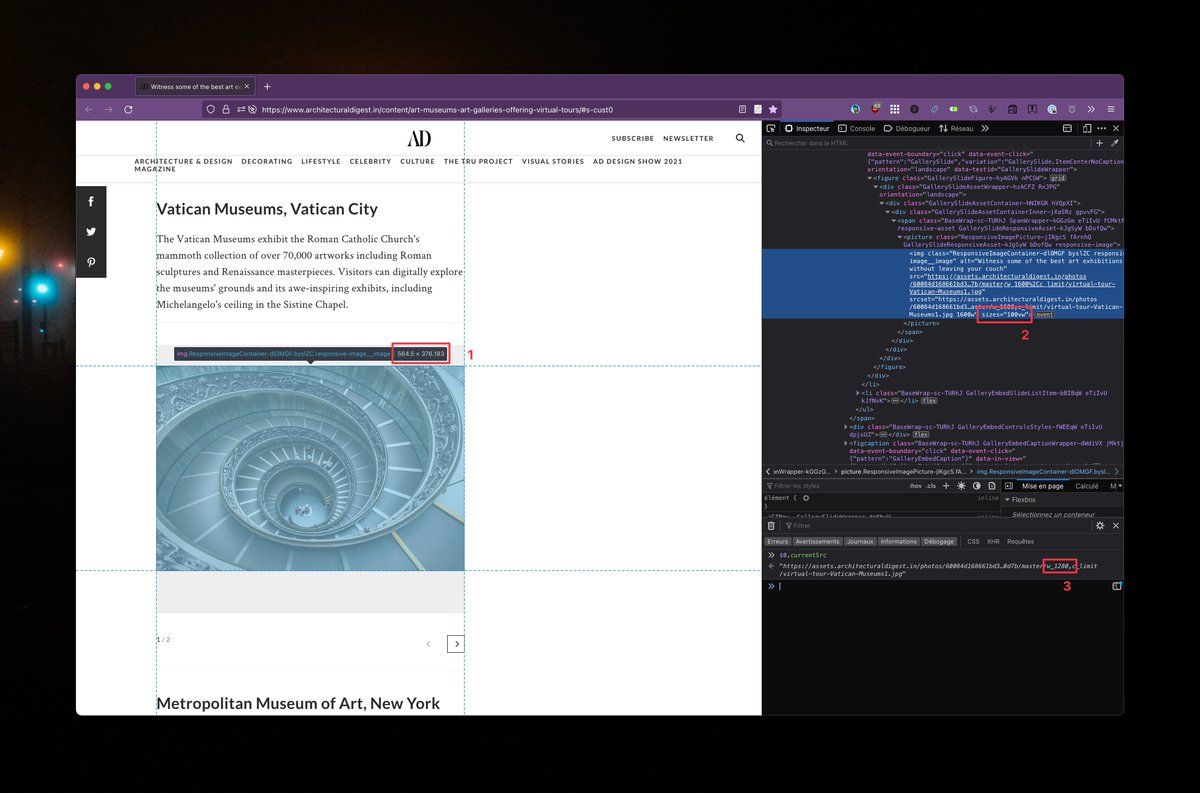 Witness some of the best art ex
https://www.architecturaldigest.in/content/art-museums-art-galleries-offering-virtual-tours/#s-cust0
AD
SUBSCRIBE NEWSLETTER
ARCHITECTURE & DESIGN DECORATING LIFESTYLE CELEBRITY CULTURE THE TRU PROJECT VISUAL STORIES AD DESIGN SHOW 2021
MAGAZINE
Vatican Museums, Vatican City
The Vatican Museums exhibit the Roman Catholic Church's
mammoth collection of over 70,000 artworks including Roman
sculptures and Renaissance masterpieces. Visitors can digitally explore
the museums' grounds and its awe-inspiring exhibits, including
Michelangelo's ceiling in the Sistine Chapel.
img.ResponsiveImageContainer-dlOMGF.byslZC.responsive-image__image 564.5 × 376.183
1
1 / 2
Metropolitan Museum of Art, New York
Inspecteur Console Débogueur Réseau
Rechercher dans le HTML
data-event-boundary="click" data-event-click="
{"pattern":"GallerySlide","variation":"GallerySlide.ItemCenterNoCaption
orientation="landscape" data-testid="GallerySlideWrapper">
<figure class="GallerySlideFigure-hyAGVk nPCSW"> grid
<div class="GallerySlideAssetWrapper-hzACFZ RxJPG"
orientation="landscape">
<div class="GallerySlideAssetContainer-hNIKGR hVQpXI">
<div class="GallerySlideAssetContainerInner-jXaSRz gpvvFG">
<span class="BaseWrap-sc-TURhJ SpanWrapper-kGGzGm eTiIvU fCMktF
responsive-asset GallerySlideResponsiveAsset-kJgSyW bDofQw">
<picture class="ResponsiveImagePicture-jIKgcS fArnhQ
GallerySlideResponsiveAsset-kJgSyW bDofQw responsive-image">
<img class="ResponsiveImageContainer-dlOMGF byslZC responsi
image__image" alt="Witness some of the best art exhibitions
without leaving your couch"
src="https://assets.architecturaldigest.in/photos
/60084d168661bd3…7b/master/w_1600%2Cc_limit/virtual-tour-
Vatican-Museums1.jpg"
srcset="https://assets.architecturaldigest.in/photos
/60084d168661bd3…aster/w_1600,c_limit/virtual-tour-Vatican-
Museums1.jpg 1600w" sizes="100vw"> event
</picture>
2
</span>
</div>
</div>
</div>
</figure>
</div>
</li>
<li class="BaseWrap-sc-TURhJ GalleryEmbedSlideListItem-bBIBqW eTiIvU
kJfNxK"></li> flex
</ul>
</span>
<div class="BaseWrap-sc-TURhJ GalleryEmbedControlsStyles-fWEEqW eTiIvU
dpjxUZ"></div> flex
<figcaption class="BaseWrap-sc-TURhJ GalleryEmbedCaptionWrapper-dWdiVX jMktj
data-event-boundary="click" data-event-click="
{"pattern":"GalleryEmbedCaption"}" data-in-view="
anWrapper-kGGzG… picture.ResponsiveImagePicture-jIKgcS.fA… img.ResponsiveImageContainer-dlOMGF.bysl…
Filtrer les styles :hov .cls Mise en page Calculé M
élément { inline
}
Flexbox
Sélectionnez un conteneur
Filtrer
Erreurs Avertissements Journaux Informations Débogage CSS XHR Requêtes
$0.currentSrc
"https://assets.architecturaldigest.in/photos/60084d168661bd3…0d7b/master/w_1280,c_limit
/virtual-tour-Vatican-Museums1.jpg"
3